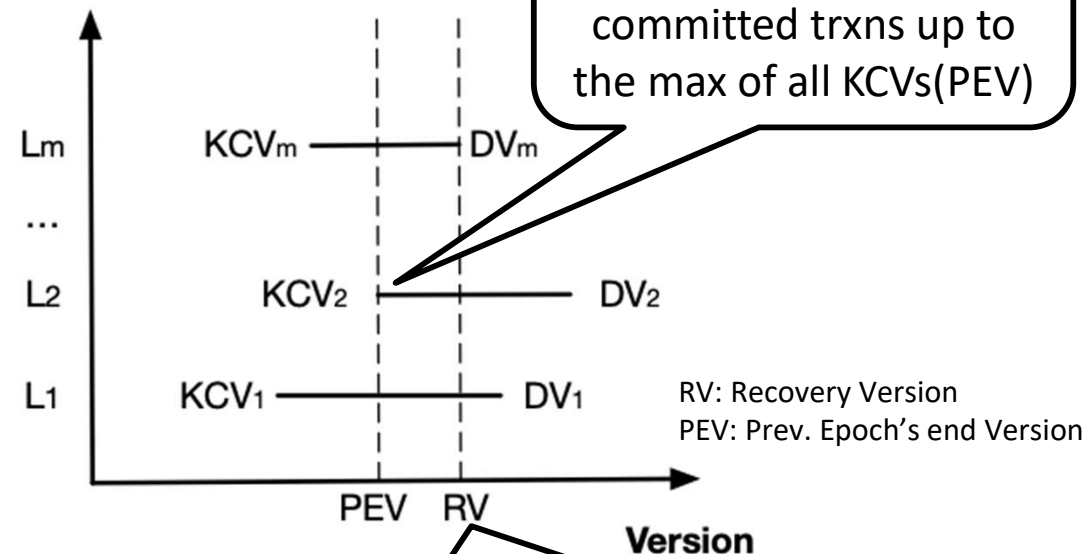 committed trxns up to
the max of all KCVs(PEV)
Lm
KCVm
DVm
...
L2
KCV2
DV2
L1
KCV1
DV1
RV: Recovery Version
PEV: Prev. Epoch's end Version
PEV
RV
Version